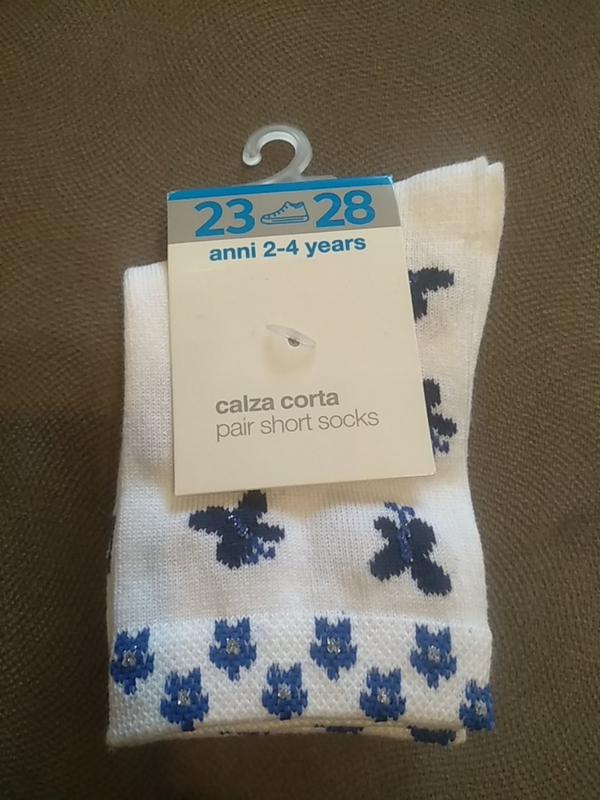 23 28
anni 2-4 years
calza corta
pair short socks